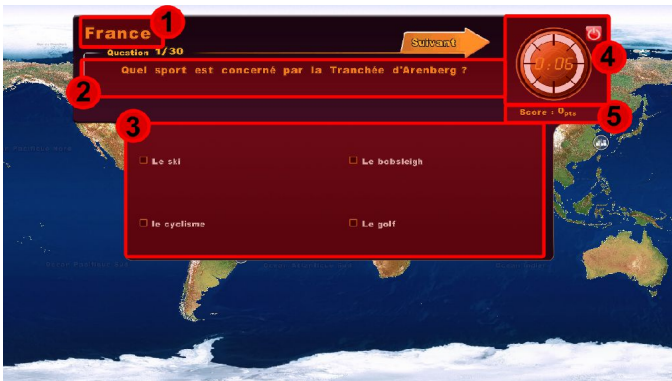 France
1
Question 1/30
Suivant
0:06
4
Quel sport est concerné par la Tranchée d'Arenberg ?
2
Score : 0pts
5
3
Le ski
Le bobsleigh
le cyclisme
Le golf